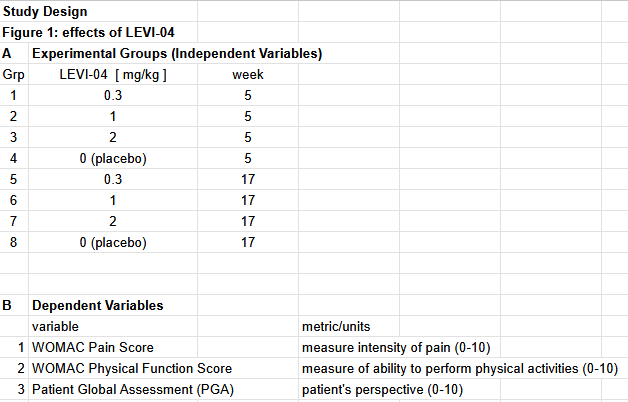 Study Design
Figure 1: effects of LEVI-04
A Experimental Groups (Independent Variables)
Grp LEVI-04 [ mg/kg ] week
1 0.3 5
2 1 5
3 2 5
4 0 (placebo) 5
5 0.3 17
6 1 17
7 2 17
8 0 (placebo) 17
B Dependent Variables
variable metric/units
1 WOMAC Pain Score measure intensity of pain (0-10)
2 WOMAC Physical Function Score measure of ability to perform physical activities (0-10)
3 Patient Global Assessment (PGA) patient's perspective (0-10)